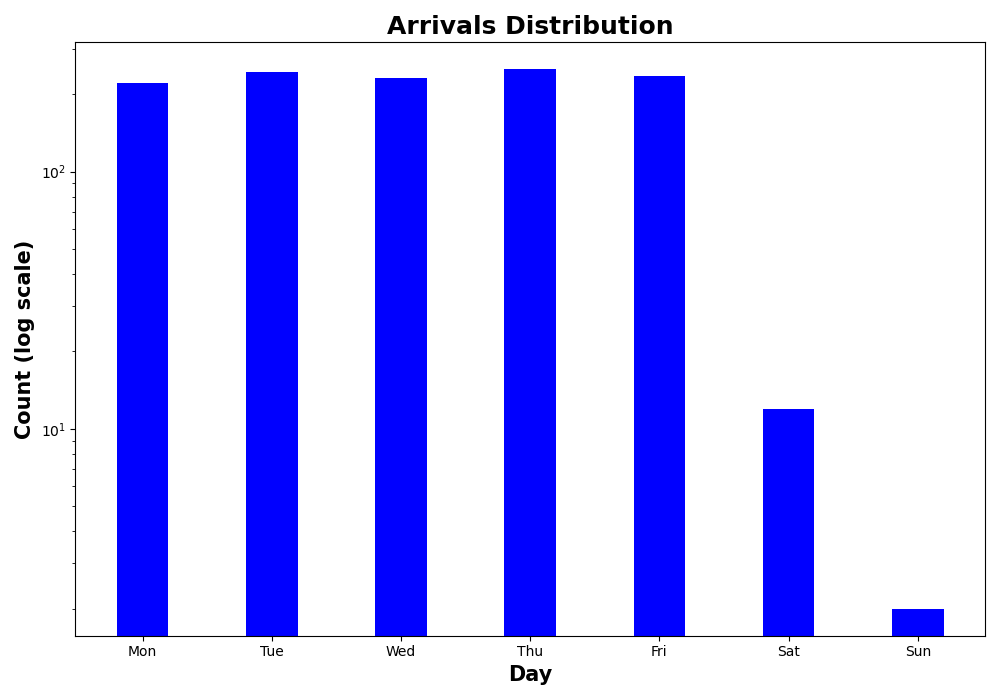 Arrivals Distribution
Count (log scale)
10²
10¹
Mon Tue Wed Thu Fri Sat Sun
Day